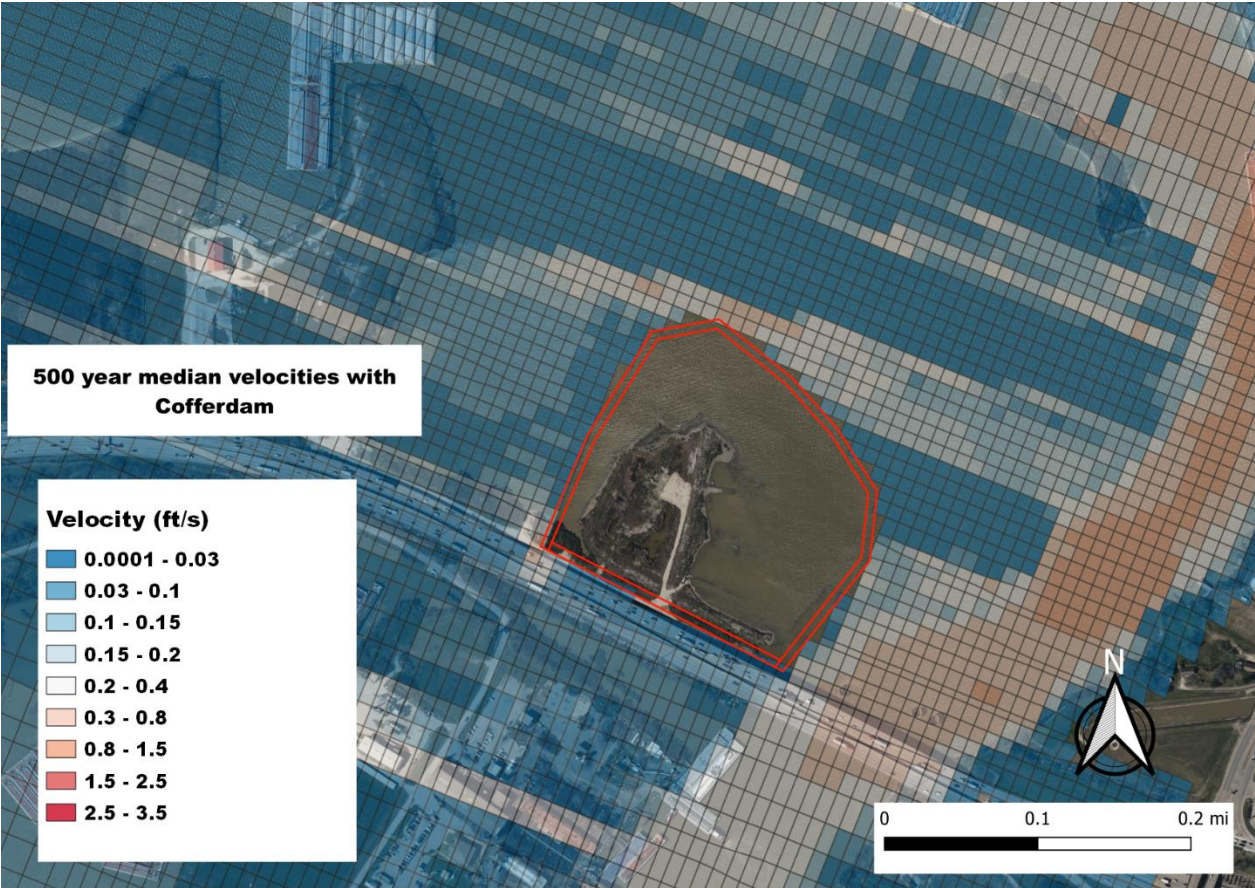 500 year median velocities with
Cofferdam
Velocity (ft/s)
0.0001 - 0.03
0.03 - 0.1
0.1 - 0.15
0.15 - 0.2
0.2 - 0.4
0.3 - 0.8
0.8 - 1.5
1.5 - 2.5
2.5 - 3.5
N
0 0.1 0.2 mi